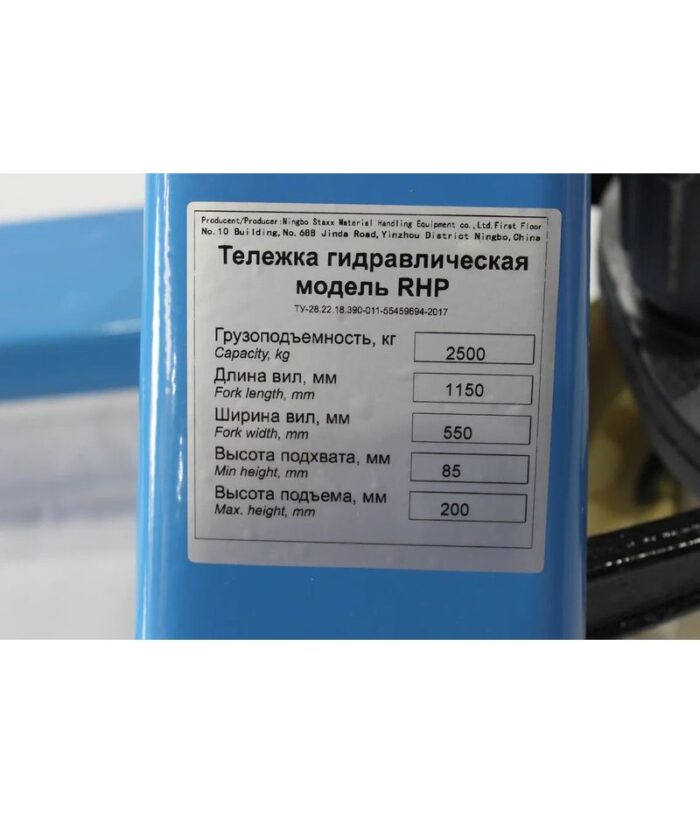 Producent/Producer:Ningbo Staxx Material Handling Equipment co.,Ltd.First Floor
No.10 Building,No.688 Jinda Road,Yinzhou District Ningbo,China
Тележка гидравлическая
модель RHP
ТУ-28.22.18.390-011-55459694-2017
Грузоподъемность, кг
Capacity, kg
2500
Длина вил, мм
Fork length, mm
1150
Ширина вил, мм
Fork width, mm
550
Высота подхвата, мм
Min height, mm
85
Высота подъема, мм
Max. height, mm
200